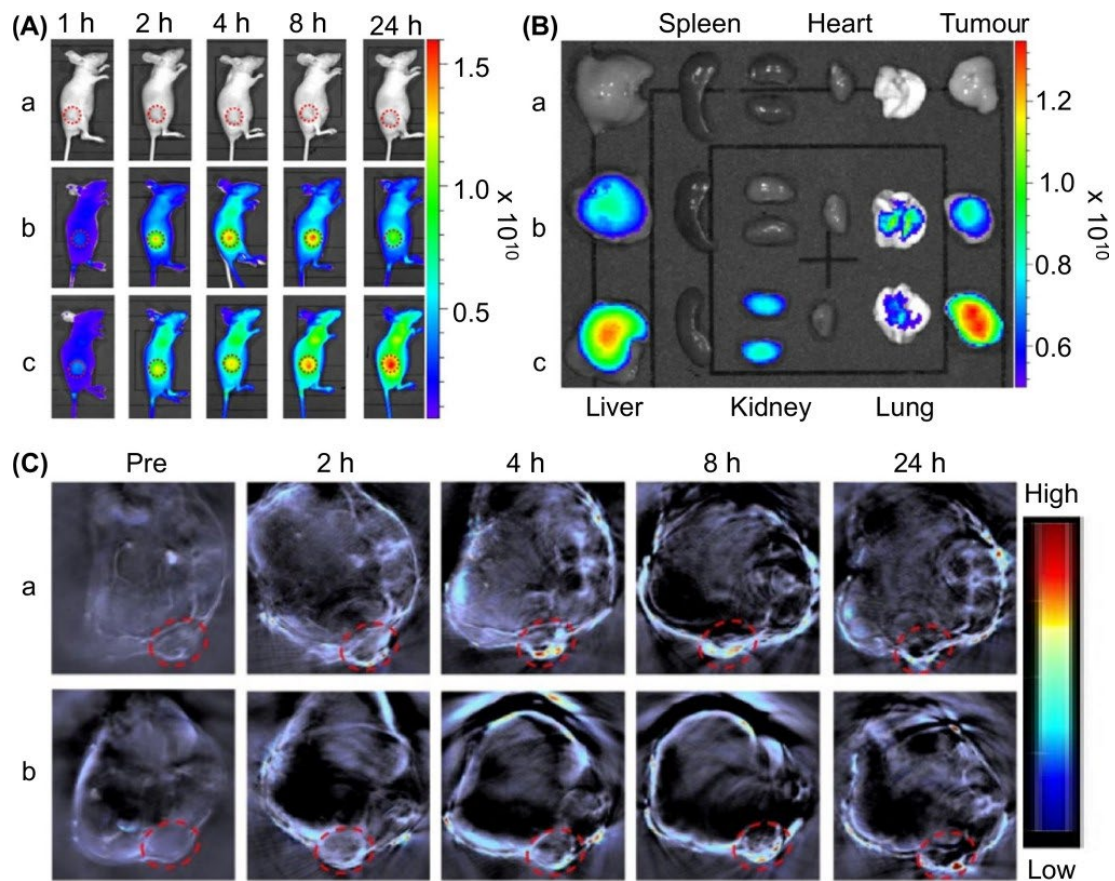 (A)
1 h 2 h 4 h 8 h 24 h
a
b
c
1.5
1.0
0.5
x 10¹⁰
(B)
Spleen Heart Tumour
a
b
c
Liver Kidney Lung
1.2
1.0
0.8
0.6
x 10¹⁰
(C)
Pre 2 h 4 h 8 h 24 h
a
b
High
Low